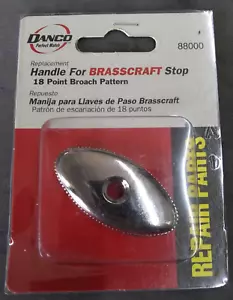 DANCO
Perfect Match
88000
Replacement
Handle For BRASSCRAFT Stop
18 Point Broach Pattern
Repuesto
Manija para Llaves de Paso Brasscraft
Patrón de escariación de 18 puntos
REPAIR PARTS